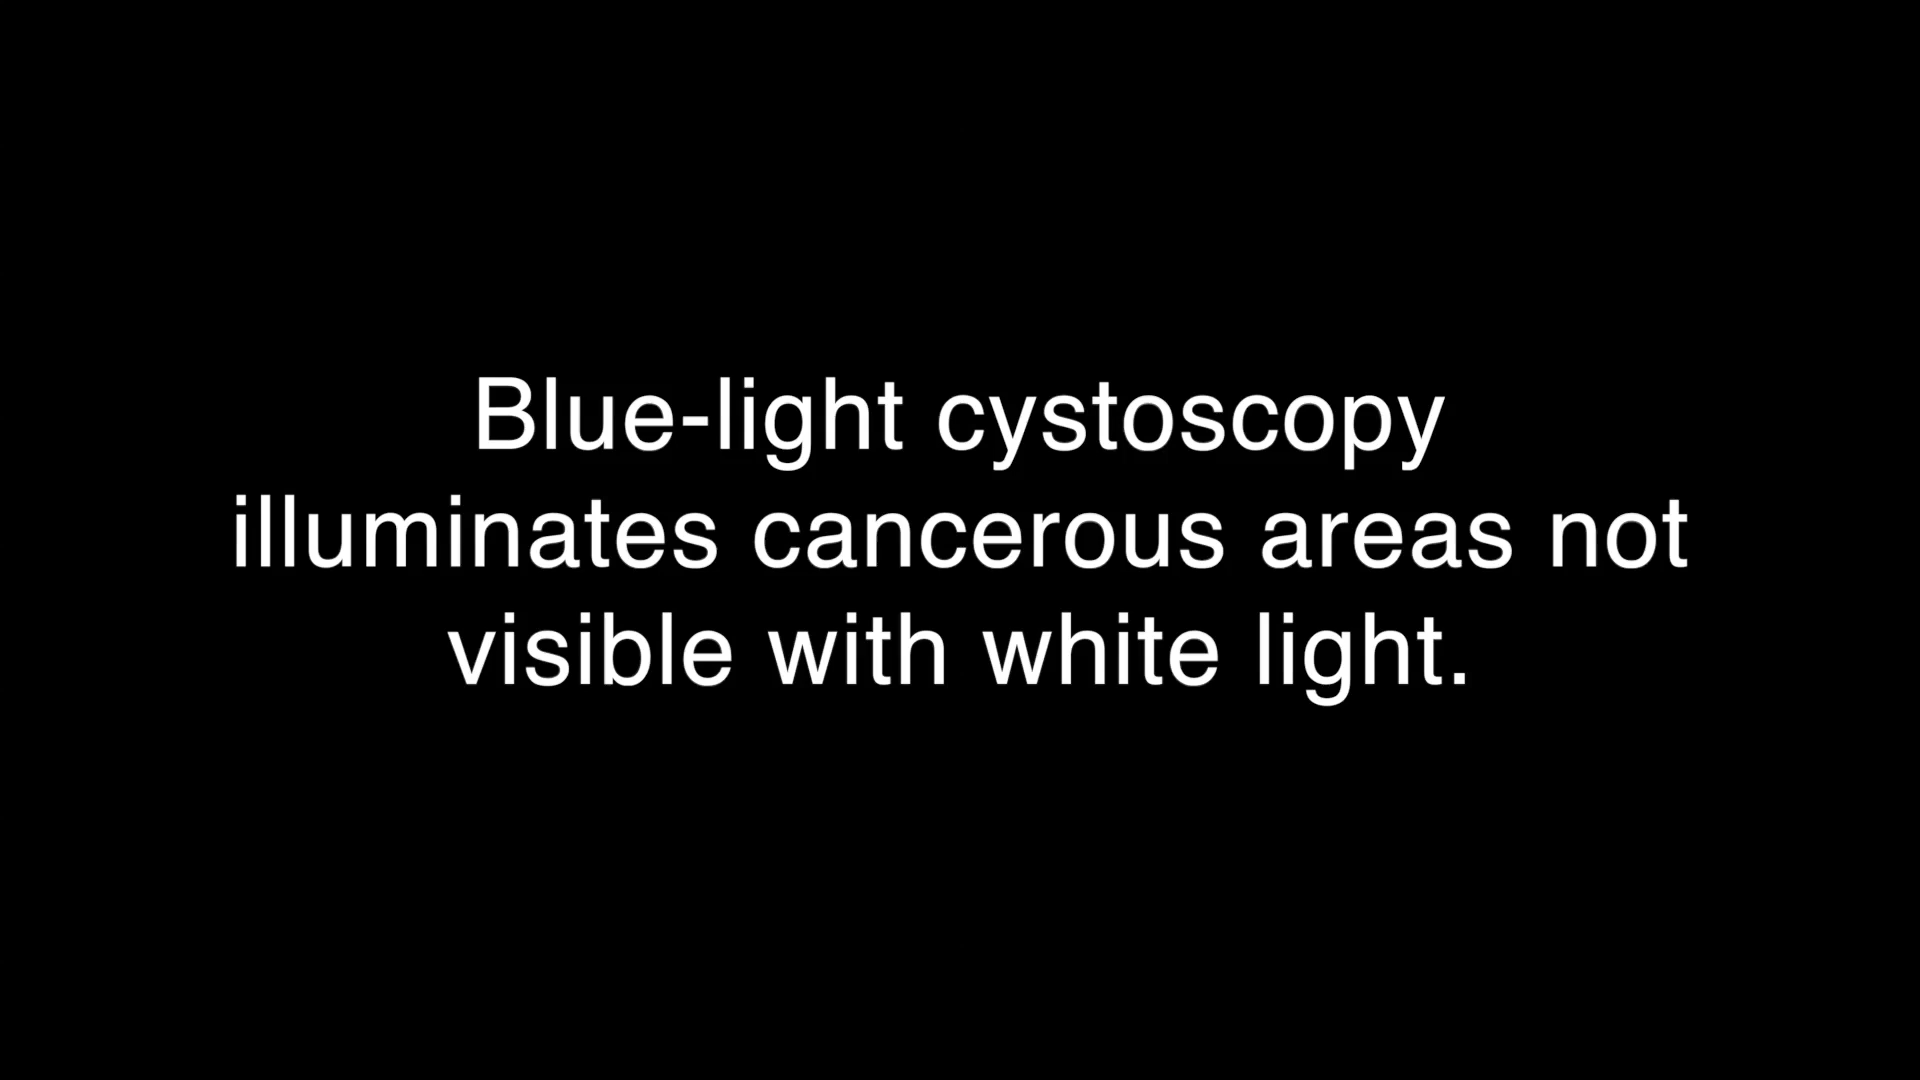 Blue-light cystoscopy
illuminates cancerous areas not
visible with white light.